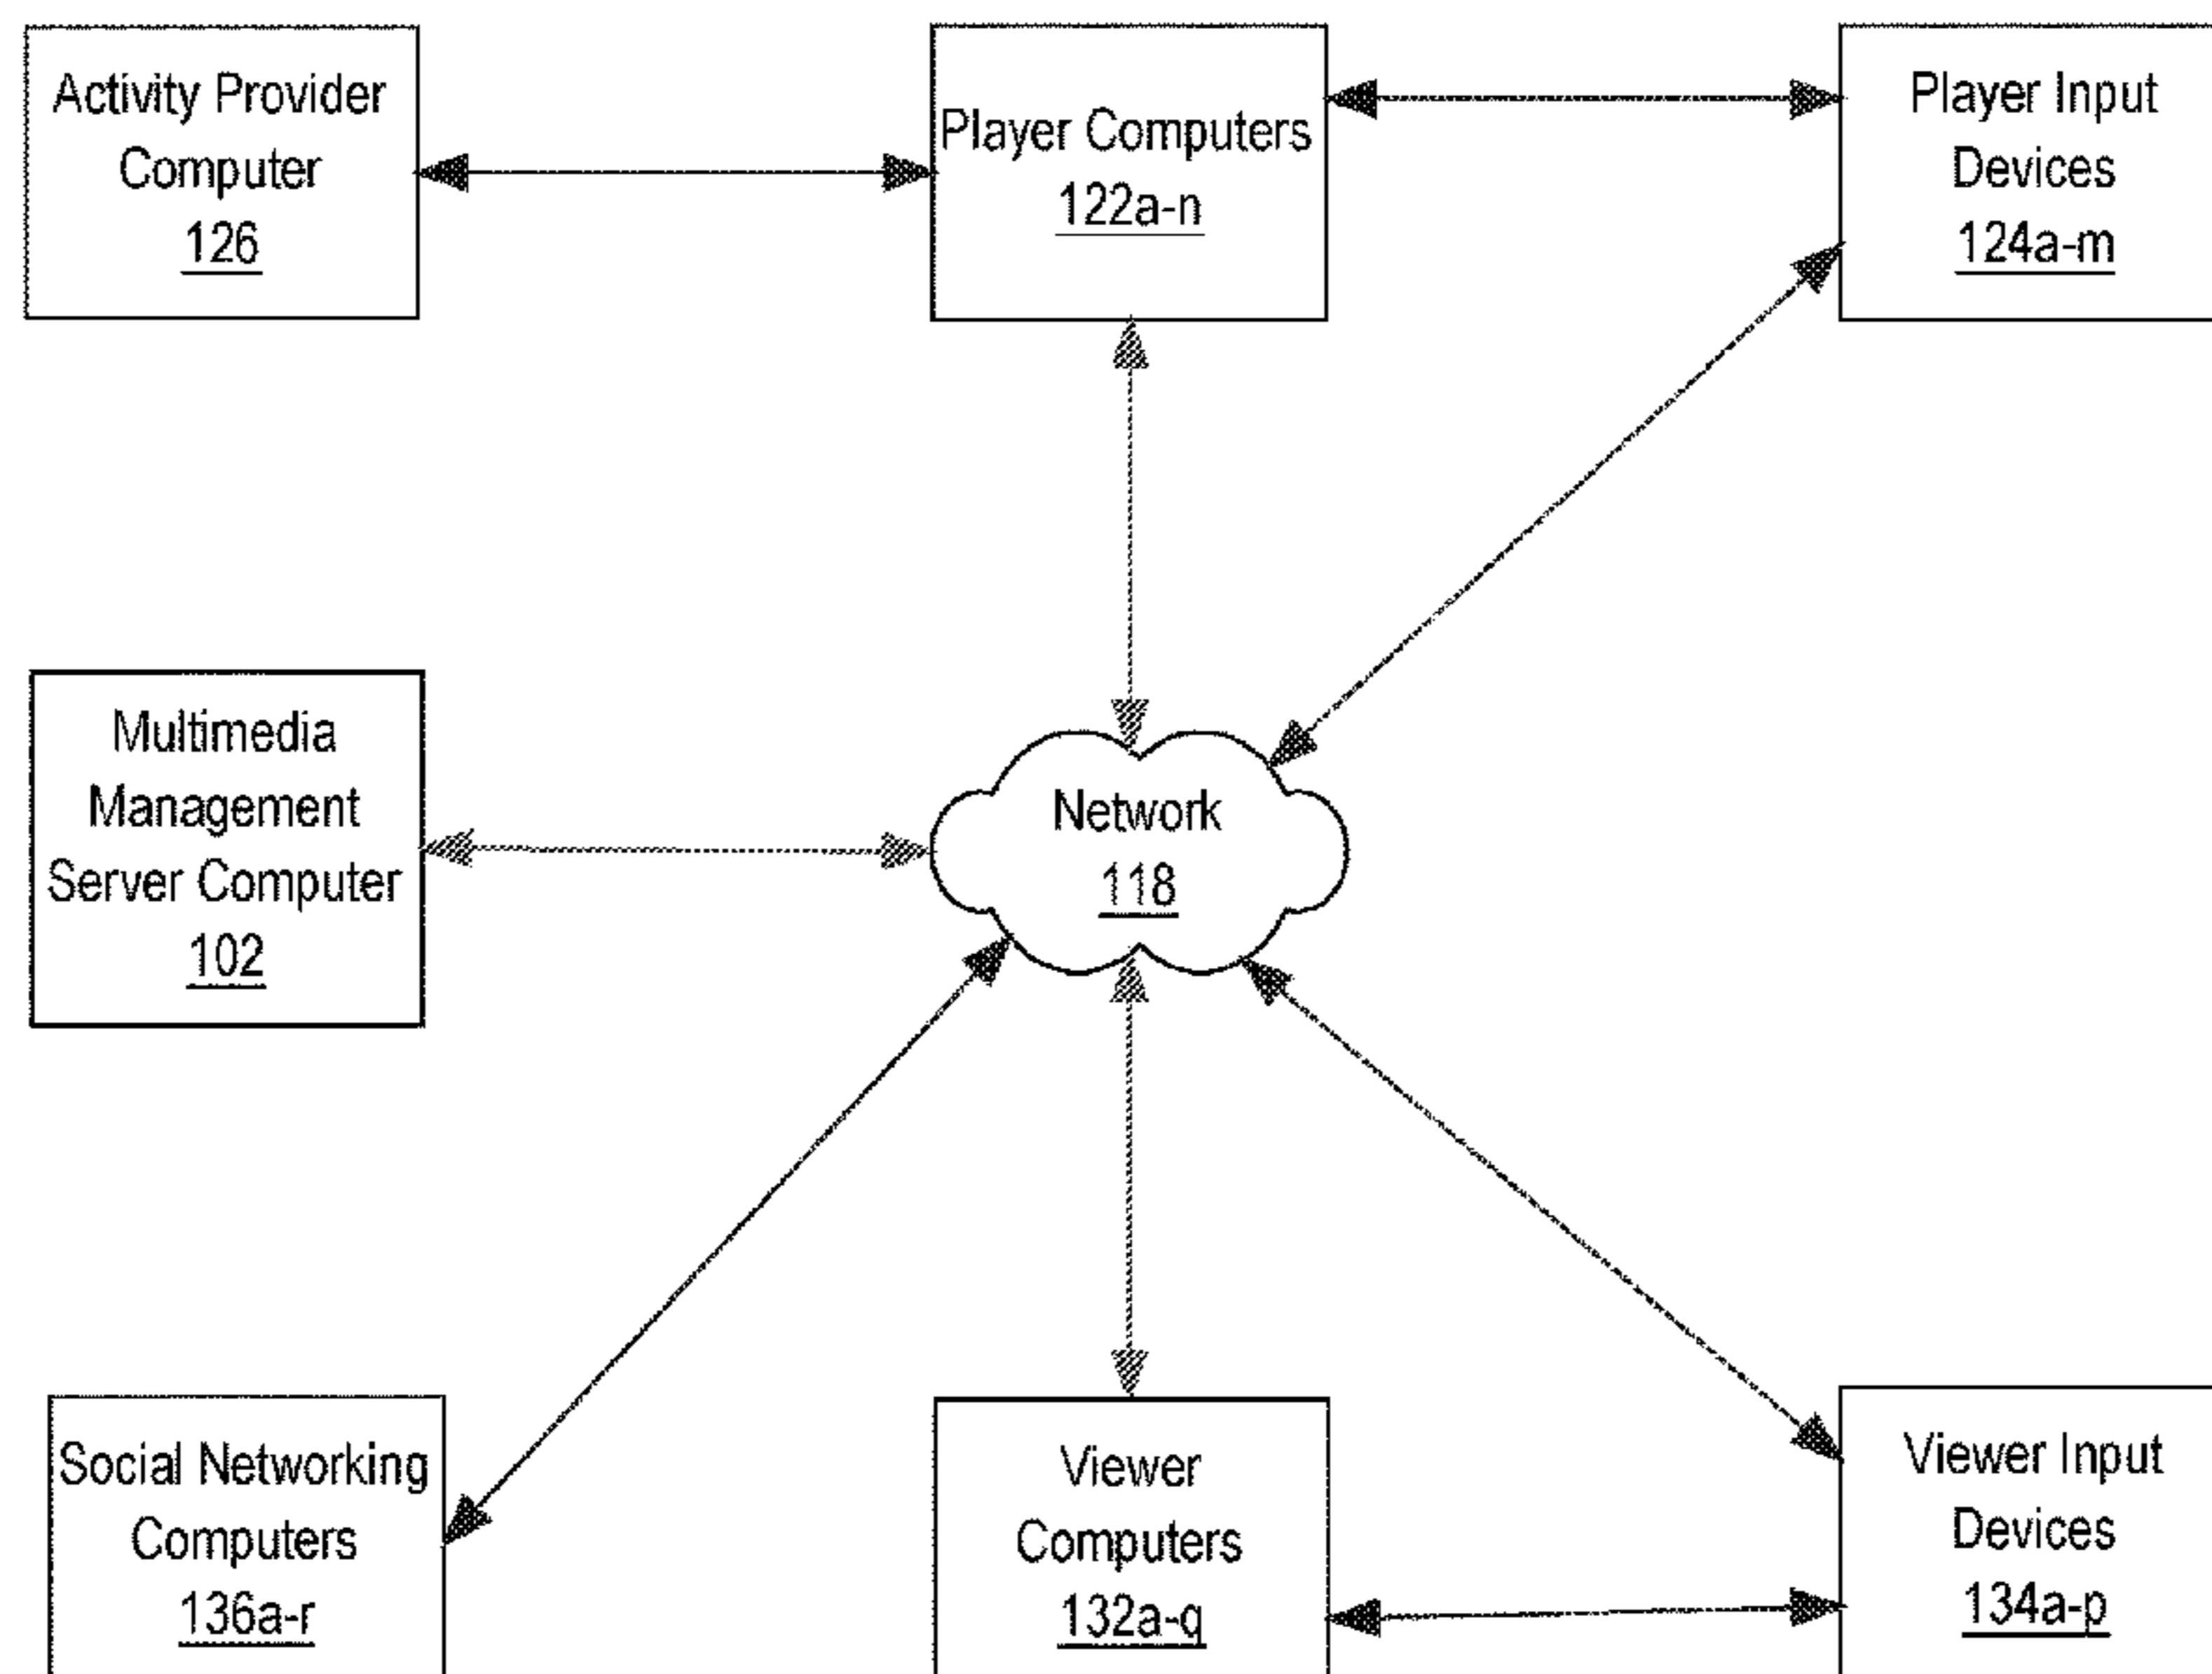 Activity Provider
Computer
126
Player Computers
122a-n
Player Input
Devices
124a-m
Multimedia
Management
Server Computer
102
Network
118
Social Networking
Computers
136a-r
Viewer
Computers
132a-q
Viewer Input
Devices
134a-p